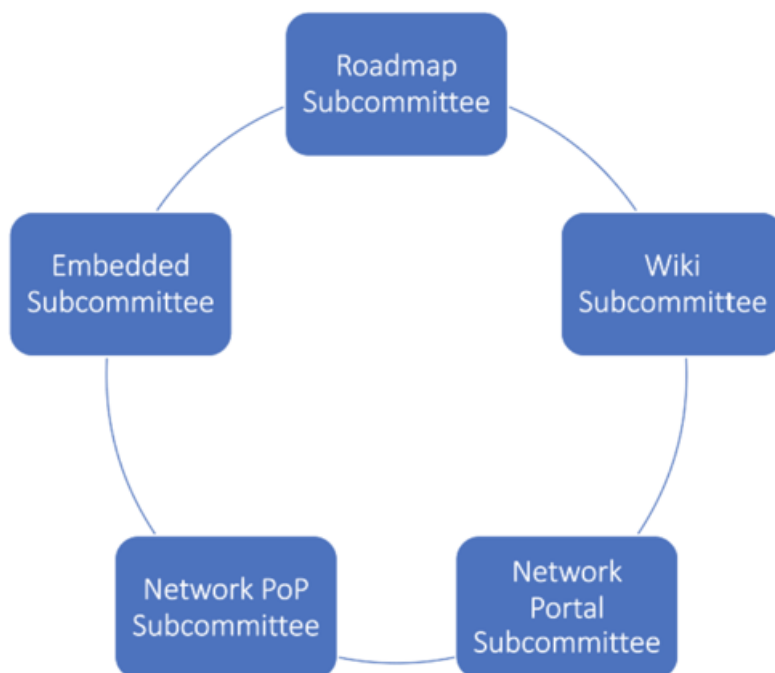 Roadmap
Subcommittee
Embedded
Subcommittee
Wiki
Subcommittee
Network PoP
Subcommittee
Network
Portal
Subcommittee